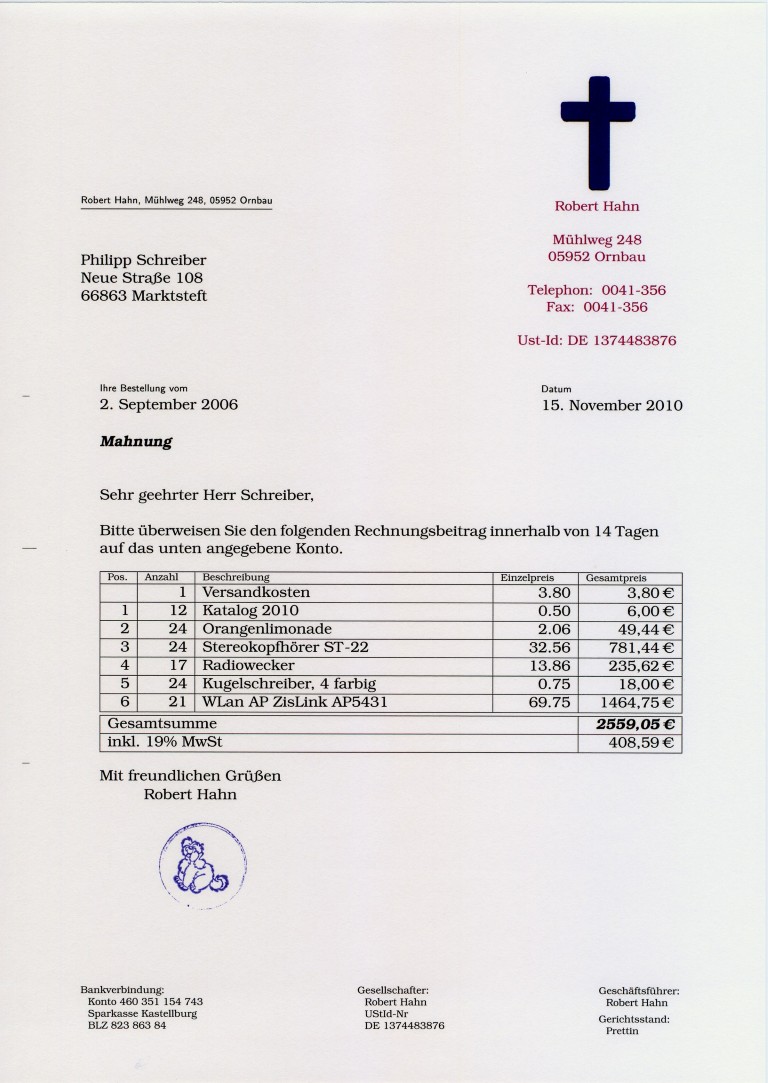 Robert Hahn
Mühlweg 248
05952 Ornbau
Telephon: 0041-356
Fax: 0041-356
Ust-Id: DE 1374483876
Robert Hahn, Mühlweg 248, 05952 Ornbau
Philipp Schreiber
Neue Straße 108
66863 Marktsteft
Ihre Bestellung vom
2. September 2006
Datum
15. November 2010
Mahnung
Sehr geehrter Herr Schreiber,
Bitte überweisen Sie den folgenden Rechnungsbeitrag innerhalb von 14 Tagen
auf das unten angegebene Konto.
Pos. Anzahl Beschreibung Einzelpreis Gesamtpreis
1 Versandkosten 3.80 3,80 €
1 12 Katalog 2010 0.50 6,00 €
2 24 Orangenlimonade 2.06 49,44 €
3 24 Stereokopfhörer ST-22 32.56 781,44 €
4 17 Radiowecker 13.86 235,62 €
5 24 Kugelschreiber, 4 farbig 0.75 18,00 €
6 21 WLan AP ZisLink AP5431 69.75 1464,75 €
Gesamtsumme 2559,05 €
inkl. 19% MwSt 408,59 €
Mit freundlichen Grüßen
Robert Hahn
Bankverbindung:
Konto 460 351 154 743
Sparkasse Kastellburg
BLZ 823 863 84
Gesellschafter:
Robert Hahn
UStId-Nr
DE 1374483876
Geschäftsführer:
Robert Hahn
Gerichtsstand:
Prettin